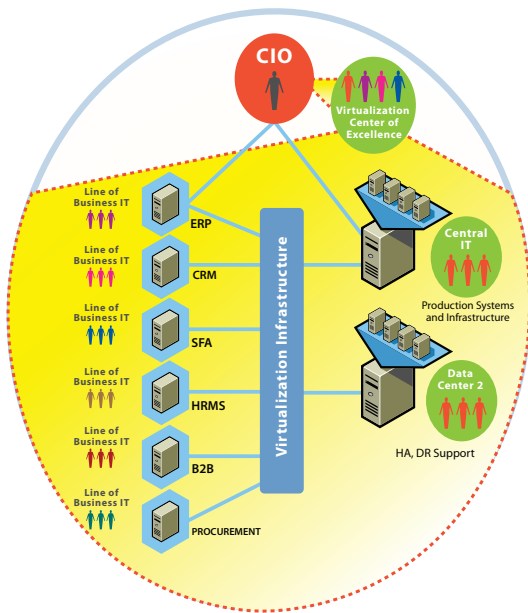 CIO
Virtualization
Center of
Excellence
Line of
Business IT
ERP
Line of
Business IT
CRM
Line of
Business IT
SFA
Line of
Business IT
HRMS
Line of
Business IT
B2B
Line of
Business IT
PROCUREMENT
Virtualization Infrastructure
Central
IT
Production Systems
and Infrastructure
Data
Center 2
HA, DR Support